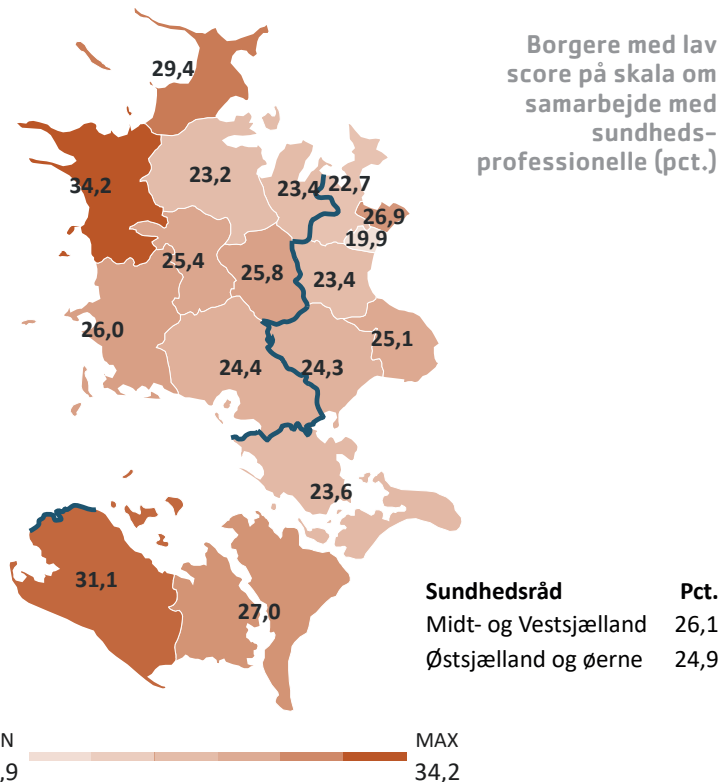 Borgere med lav
score på skala om
samarbejde med
sundheds-
professionelle (pct.)
29,4
34,2
23,2
23,4
22,7
26,9
19,9
25,4
25,8
23,4
26,0
25,1
24,4
24,3
23,6
31,1
27,0
Sundhedsråd Pct.
Midt- og Vestsjælland 26,1
Østsjælland og øerne 24,9
N MAX
,9 34,2